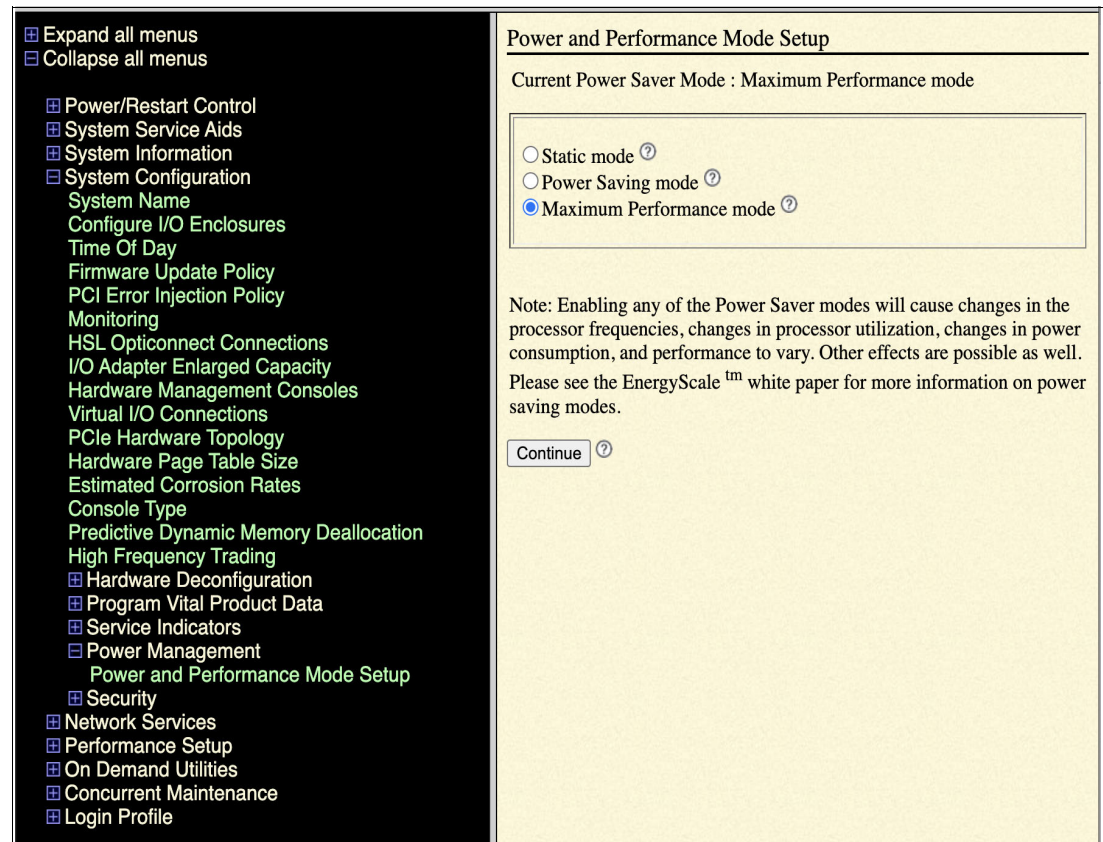 Expand all menus
Collapse all menus
Power/Restart Control
System Service Aids
System Information
System Configuration
System Name
Configure I/O Enclosures
Time Of Day
Firmware Update Policy
PCI Error Injection Policy
Monitoring
HSL Opticonnect Connections
I/O Adapter Enlarged Capacity
Hardware Management Consoles
Virtual I/O Connections
PCIe Hardware Topology
Hardware Page Table Size
Estimated Corrosion Rates
Console Type
Predictive Dynamic Memory Deallocation
High Frequency Trading
Hardware Deconfiguration
Program Vital Product Data
Service Indicators
Power Management
Power and Performance Mode Setup
Security
Network Services
Performance Setup
On Demand Utilities
Concurrent Maintenance
Login Profile
Power and Performance Mode Setup
Current Power Saver Mode : Maximum Performance mode
Static mode ?
Power Saving mode ?
Maximum Performance mode ?
Note: Enabling any of the Power Saver modes will cause changes in the
processor frequencies, changes in processor utilization, changes in power
consumption, and performance to vary. Other effects are possible as well.
Please see the EnergyScale tm white paper for more information on power
saving modes.
Continue ?